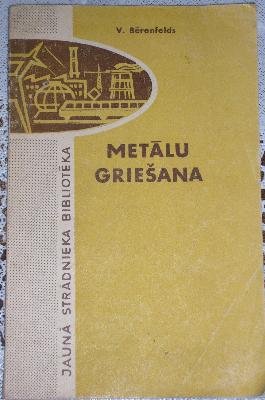 V. Bērenfelds
METĀLU
GRIEŠANA
JAUNĀ STRĀDNIEKA BIBLIOTĒKA